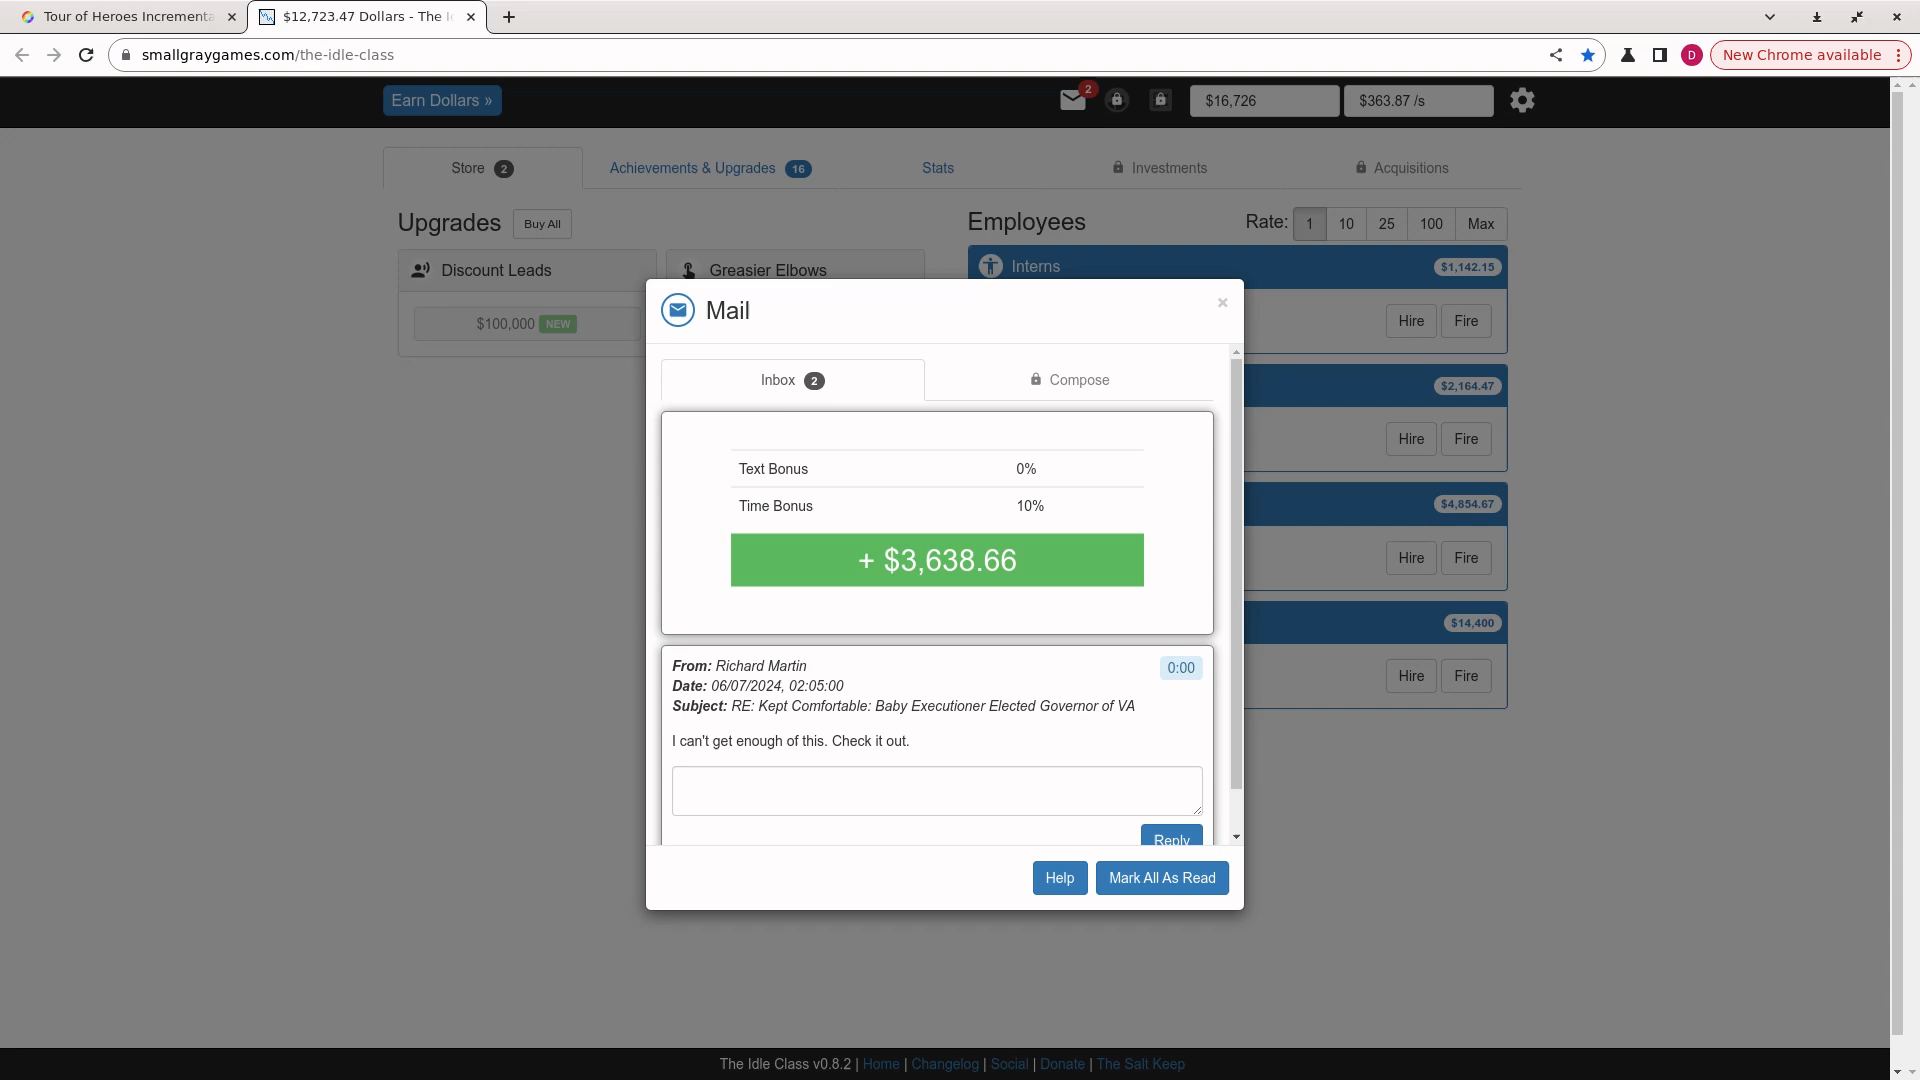 Tour of Heroes Incrementa
$12,723.47 Dollars - The I
smallgraygames.com/the-idle-class
D
New Chrome available
Earn Dollars »
2
$16,726
$363.87 /s
Store 2
Achievements & Upgrades 16
Stats
Investments
Acquisitions
Upgrades
Buy All
Employees
Rate: 1 10 25 100 Max
Discount Leads
Greasier Elbows
Interns
$1,142.15
$100,000 NEW
Hire Fire
Mail
×
Inbox 2
Compose
$2,164.47
Hire Fire
Text Bonus 0%
Time Bonus 10%
+ $3,638.66
$4,854.67
Hire Fire
$14,400
Hire Fire
From: Richard Martin
0:00
Date: 06/07/2024, 02:05:00
Subject: RE: Kept Comfortable: Baby Executioner Elected Governor of VA
I can't get enough of this. Check it out.
Reply
Help
Mark All As Read
The Idle Class v0.8.2 | Home | Changelog | Social | Donate | The Salt Keep